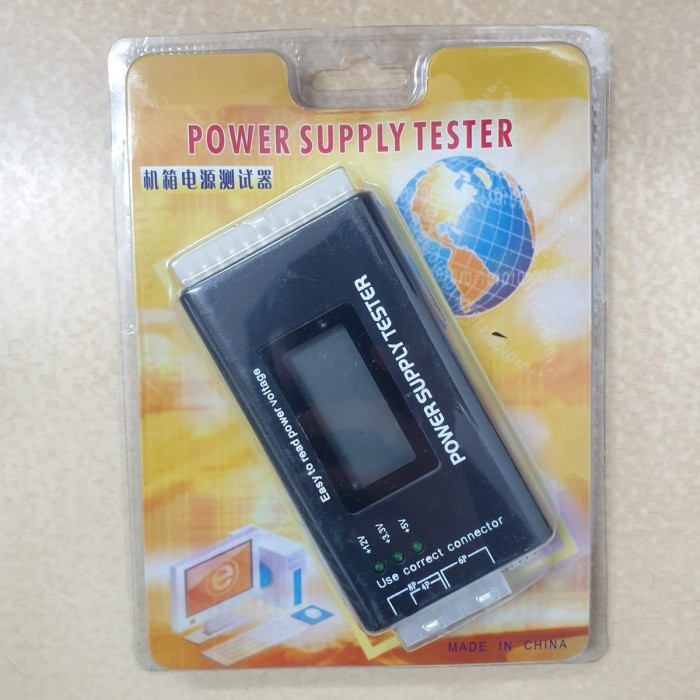 POWER SUPPLY TESTER
机箱电源测试器
POWER SUPPLY TESTER
Easy to read power voltage
+12V
+3.3V
+5V
Use correct connector
8P
4P
6P
e
MADE IN CHINA